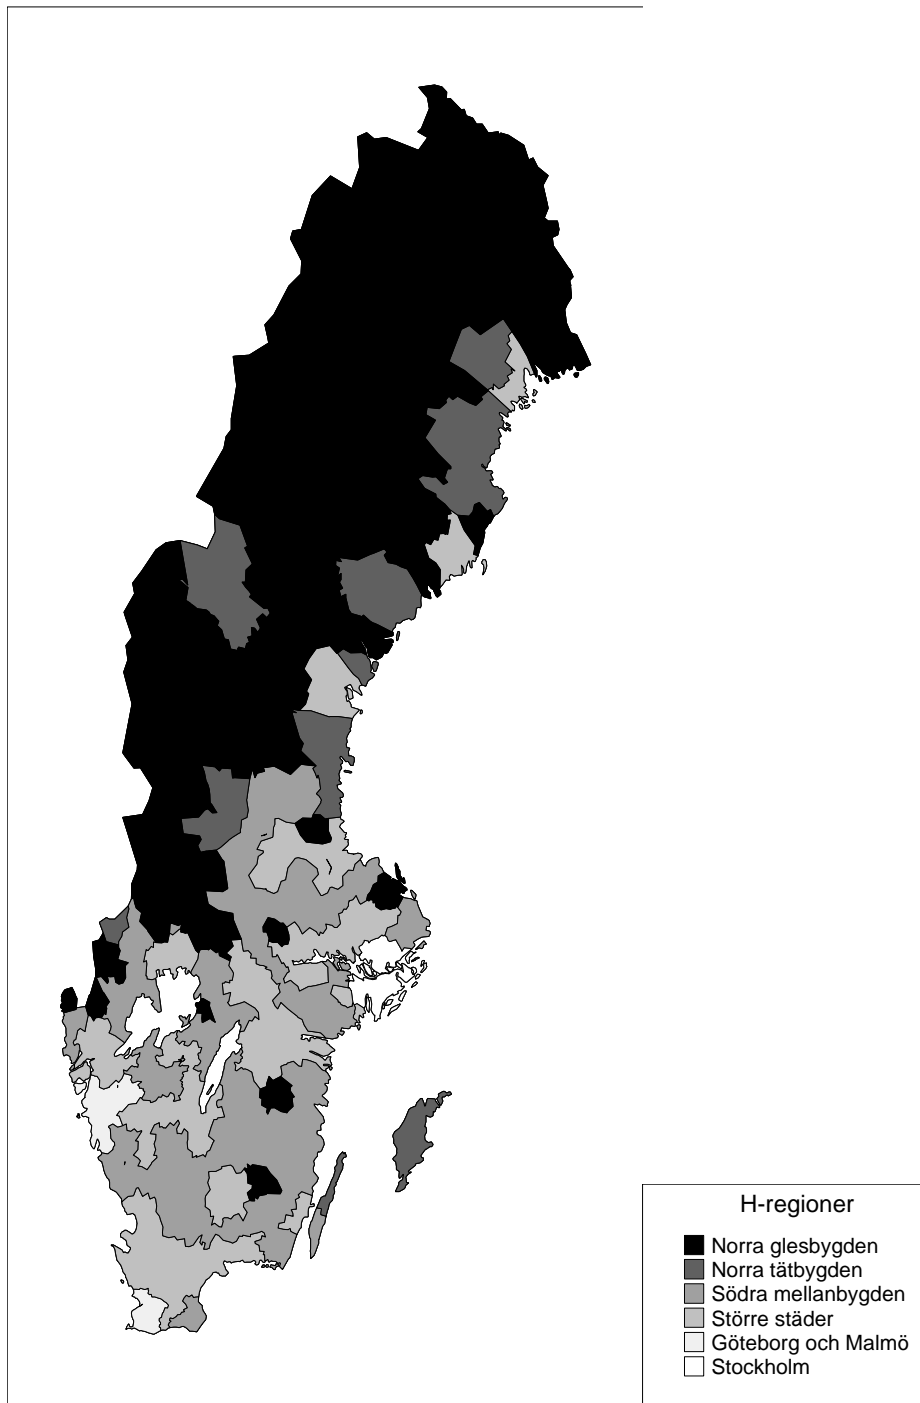 H-regioner
Norra glesbygden
Norra tätbygden
Södra mellanbygden
Större städer
Göteborg och Malmö
Stockholm